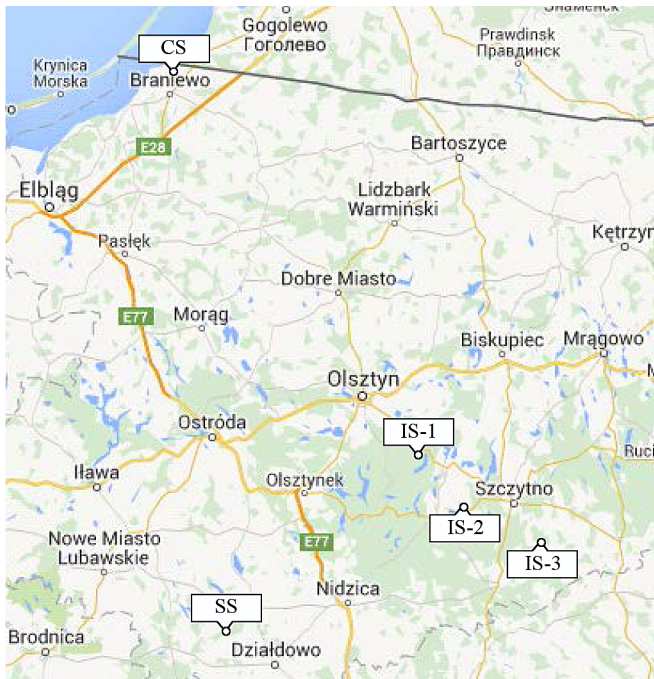 Gogolewo
Гоголево
Znamensk
Prawdinsk
Правдинск
CS
Krynica
Morska
Braniewo
E28
Bartoszyce
Elbląg
Lidzbark
Warmiński
Kętrzyn
Pasłęk
Dobre Miasto
E77
Morąg
Biskupiec
Mrągowo
Olsztyn
Ostróda
IS-1
Ruci
Iława
Olsztynek
Szczytno
IS-2
Nowe Miasto
Lubawskie
E77
IS-3
Nidzica
SS
Brodnica
Działdowo